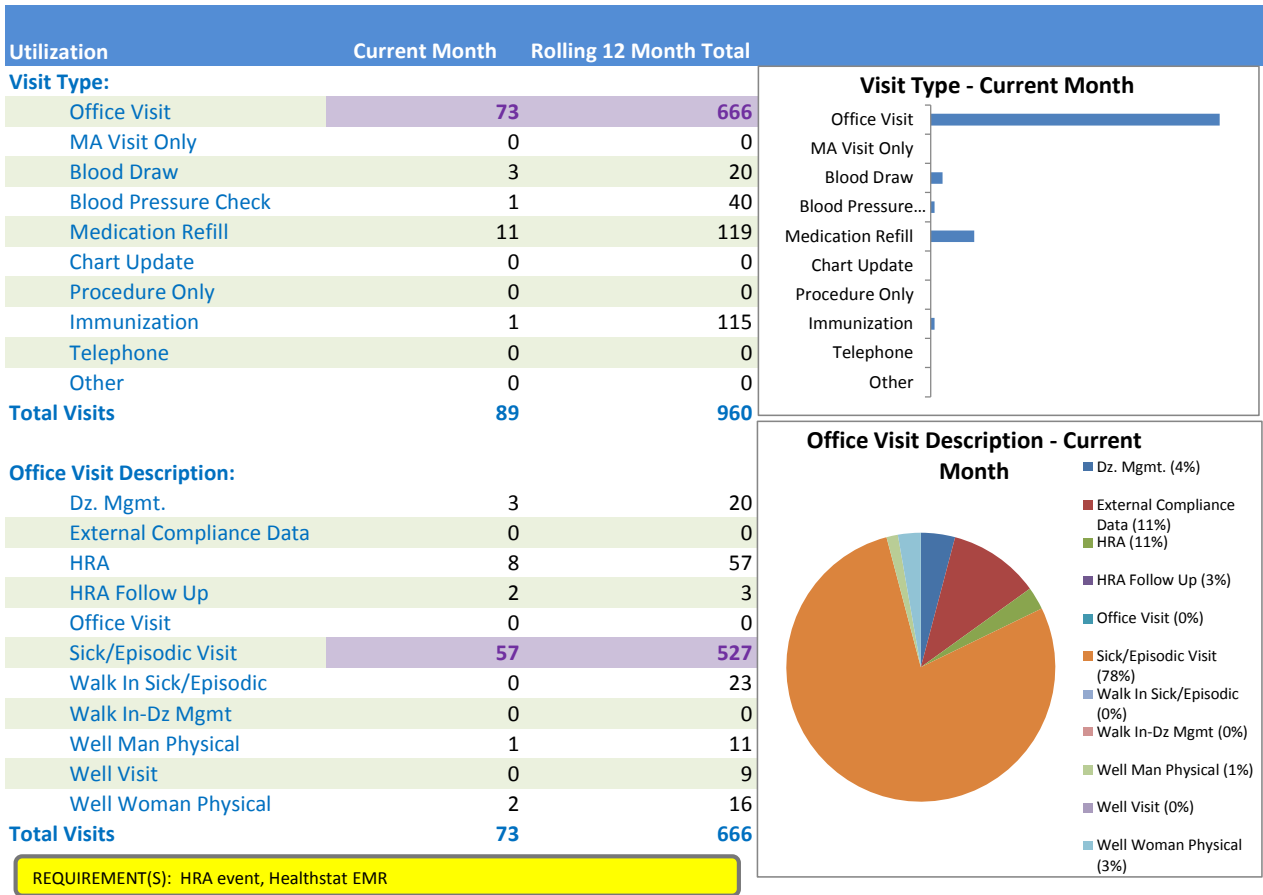 Utilization Current Month Rolling 12 Month Total
Visit Type:
Office Visit 73 666
MA Visit Only 0 0
Blood Draw 3 20
Blood Pressure Check 1 40
Medication Refill 11 119
Chart Update 0 0
Procedure Only 0 0
Immunization 1 115
Telephone 0 0
Other 0 0
Total Visits 89 960
Visit Type - Current Month
Office Visit
MA Visit Only
Blood Draw
Blood Pressure...
Medication Refill
Chart Update
Procedure Only
Immunization
Telephone
Other
Office Visit Description:
Dz. Mgmt. 3 20
External Compliance Data 0 0
HRA 8 57
HRA Follow Up 2 3
Office Visit 0 0
Sick/Episodic Visit 57 527
Walk In Sick/Episodic 0 23
Walk In-Dz Mgmt 0 0
Well Man Physical 1 11
Well Visit 0 9
Well Woman Physical 2 16
Total Visits 73 666
Office Visit Description - Current
Month
Dz. Mgmt. (4%)
External Compliance
Data (11%)
HRA (11%)
HRA Follow Up (3%)
Office Visit (0%)
Sick/Episodic Visit
(78%)
Walk In Sick/Episodic
(0%)
Walk In-Dz Mgmt (0%)
Well Man Physical (1%)
Well Visit (0%)
Well Woman Physical
(3%)
REQUIREMENT(S): HRA event, Healthstat EMR